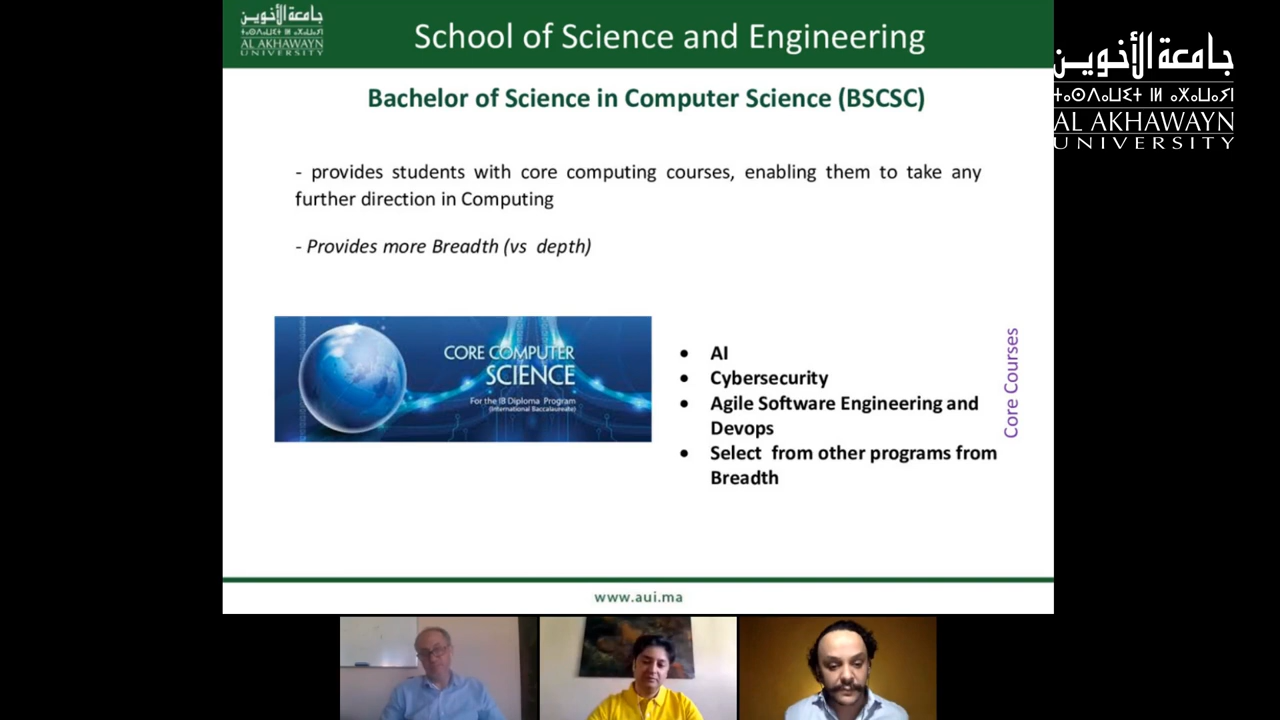 جامعة الأخوين
ⵜⴰⵙⴷⴰⵡⵉⵜ ⵏ ⵡⴰⵅⴰⵡⴰⵢⵏ
AL AKHAWAYN
UNIVERSITY
School of Science and Engineering
جامعة الأخوين
AL AKHAWAYN
UNIVERSITY
Bachelor of Science in Computer Science (BSCSC)
- provides students with core computing courses, enabling them to take any
further direction in Computing
- Provides more Breadth (vs depth)
CORE COMPUTER
SCIENCE
For the IB Diploma Program
(International Baccalaureate)
• AI
• Cybersecurity
• Agile Software Engineering and
Devops
• Select from other programs from
Breadth
Core Courses
www.aui.ma